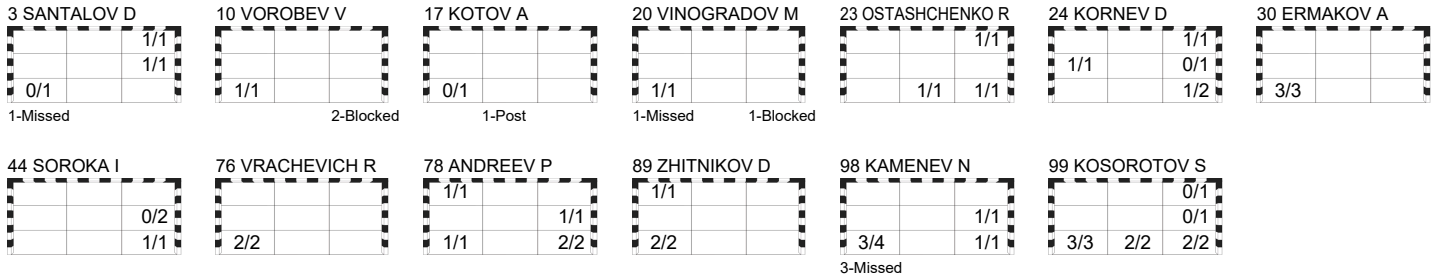 3 SANTALOV D 10 VOROBEV V 17 KOTOV A 20 VINOGRADOV M 23 OSTASHCHENKO R 24 KORNEV D 30 ERMAKOV A
1/1 1/1 1/1
1/1 1/1 0/1
0/1 1/1 0/1 1/1 1/1 1/1 1/2 3/3
1-Missed 2-Blocked 1-Post 1-Missed 1-Blocked
44 SOROKA I 76 VRACHEVICH R 78 ANDREEV P 89 ZHITNIKOV D 98 KAMENEV N 99 KOSOROTOV S
1/1 1/1 0/1
0/2 1/1 1/1 0/1
1/1 2/2 1/1 2/2 2/2 3/4 1/1 3/3 2/2 2/2
3-Missed